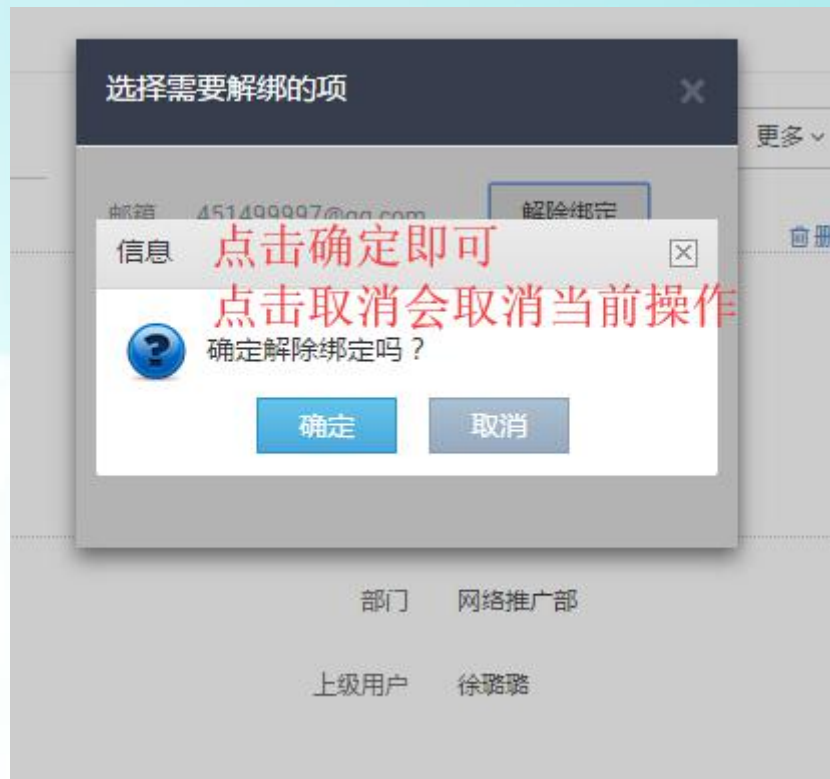 选择需要解绑的项
更多
邮箱 451499997@qq.com 解除绑定
删
信息
点击确定即可
点击取消会取消当前操作
确定解除绑定吗？
确定 取消
部门 网络推广部
上级用户 徐璐璐